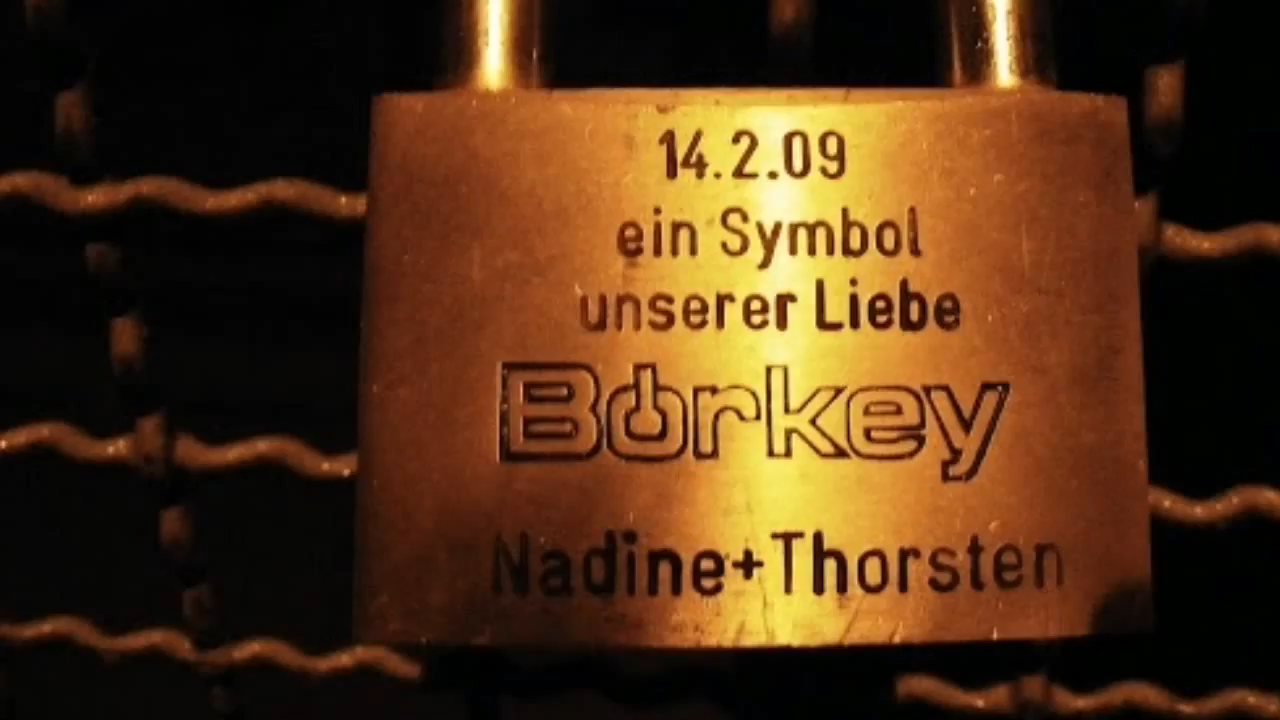 14.2.09
ein Symbol
unserer Liebe
Börkey
Nadine+Thorsten